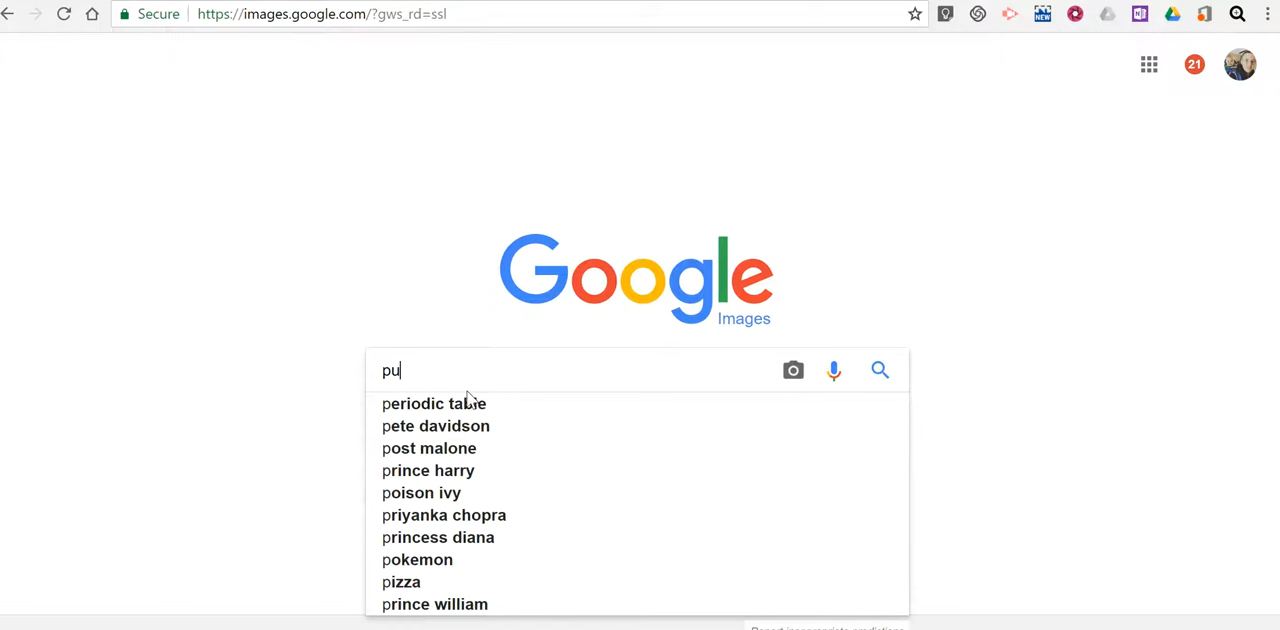 Secure https://images.google.com/?gws_rd=ssl
NEW
N
21
Google
Images
pu
periodic table
pete davidson
post malone
prince harry
poison ivy
priyanka chopra
princess diana
pokemon
pizza
prince william